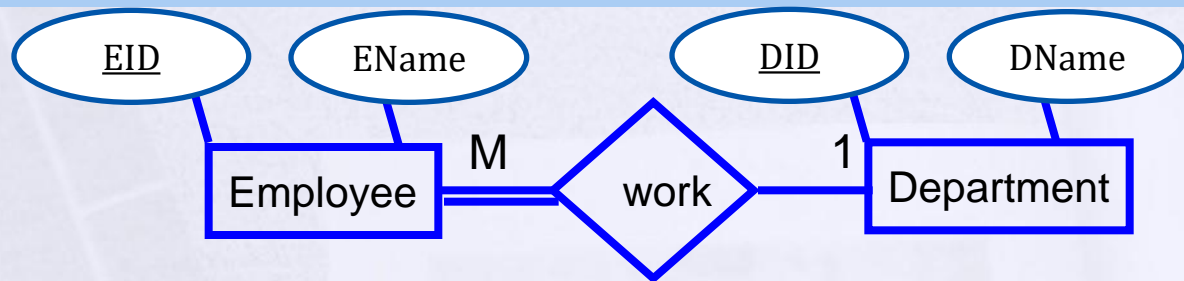 EID EName DID DName
M 1
Employee work Department